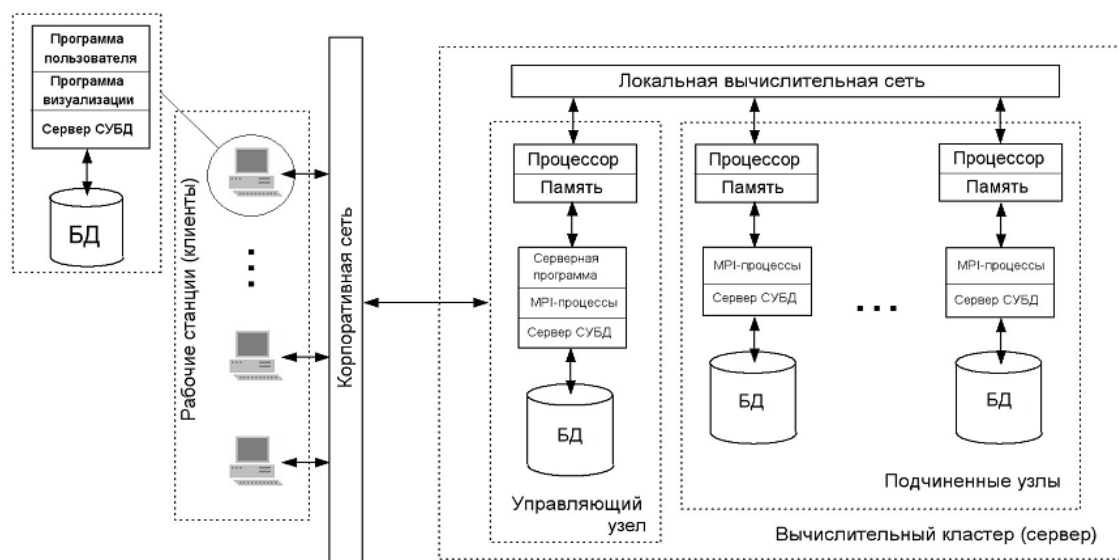 Программа
пользователя
Программа
визуализации
Сервер СУБД
БД
Рабочие станции (клиенты)
Корпоративная сеть
Локальная вычислительная сеть
Процессор
Память
Серверная
программа
MPI-процессы
Сервер СУБД
БД
Управляющий
узел
Процессор
Память
MPI-процессы
Сервер СУБД
БД
Процессор
Память
MPI-процессы
Сервер СУБД
БД
Подчиненные узлы
Вычислительный кластер (сервер)